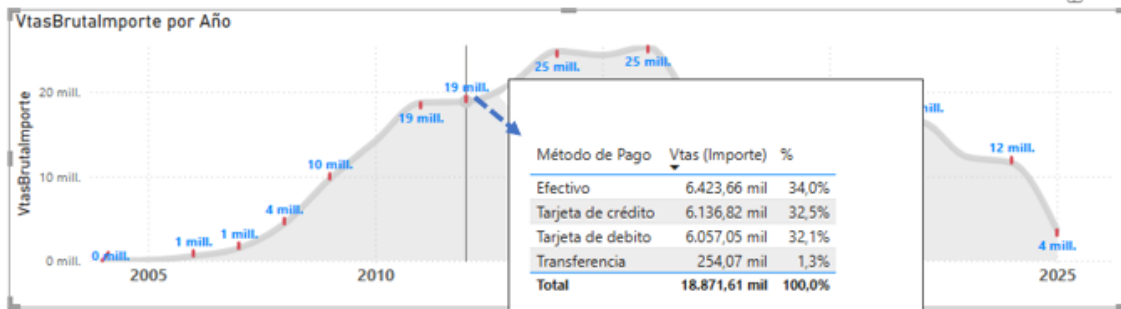 VtasBrutaImporte por Año
VtasBrutaImporte
20 mill.
10 mill.
0 mill.
0 mill.
1 mill.
1 mill.
4 mill.
10 mill.
19 mill.
19 mill.
25 mill.
25 mill.
ill.
12 mill.
4 mill.
2005
2010
2025
Método de Pago Vtas (Importe) %
Efectivo 6.423,66 mil 34,0%
Tarjeta de crédito 6.136,82 mil 32,5%
Tarjeta de debito 6.057,05 mil 32,1%
Transferencia 254,07 mil 1,3%
Total 18.871,61 mil 100,0%